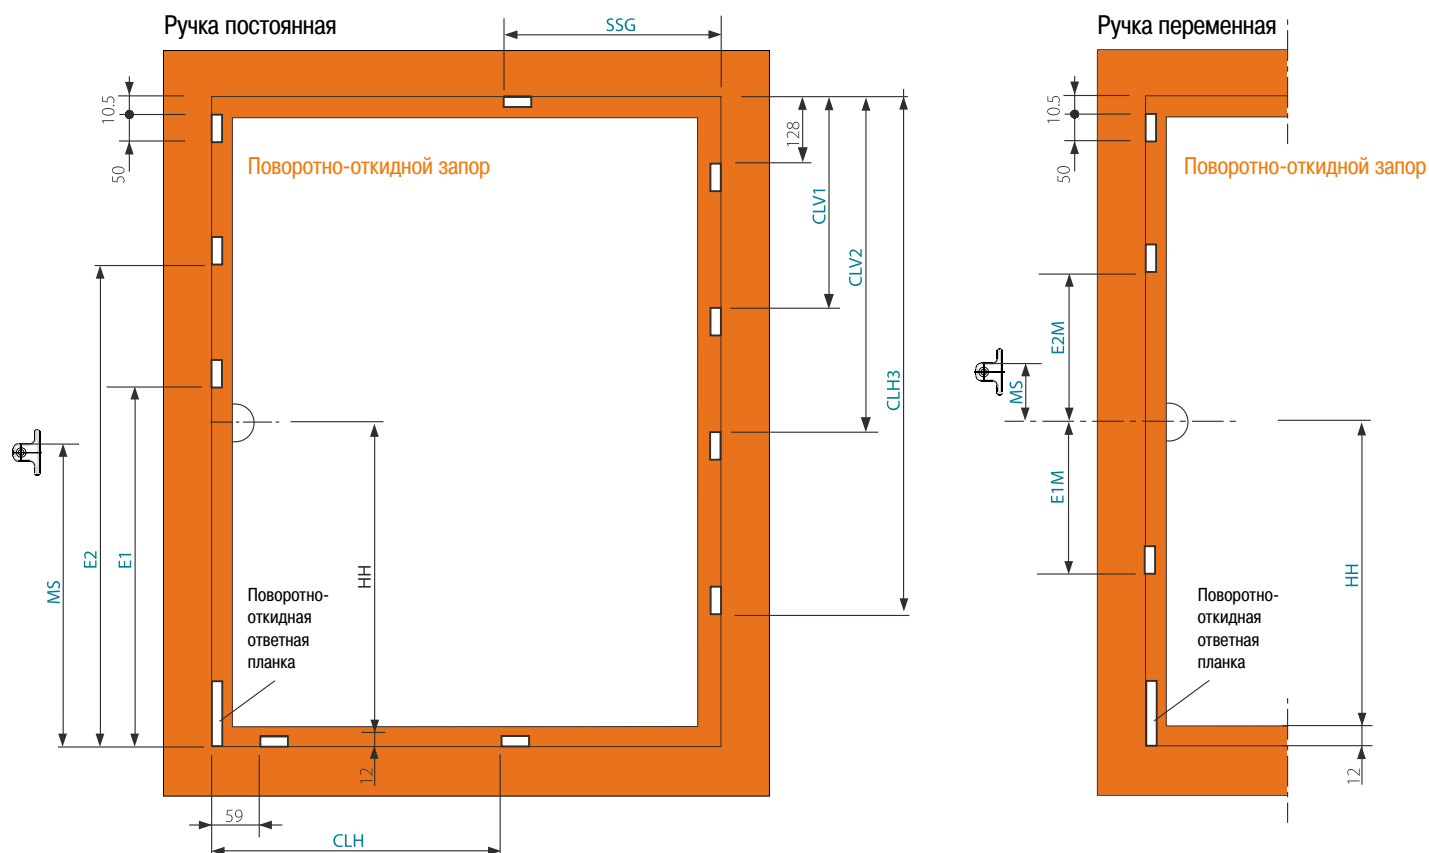 Ручка постоянная
SSG
10.5
50
Поворотно-откидной запор
128
CLV1
CLV2
CLH3
MS
E2
E1
HH
Поворотно-
откидная
ответная
планка
12
59
CLH
Ручка переменная
10.5
50
Поворотно-откидной запор
E2M
MS
E1M
HH
Поворотно-
откидная
ответная
планка
12